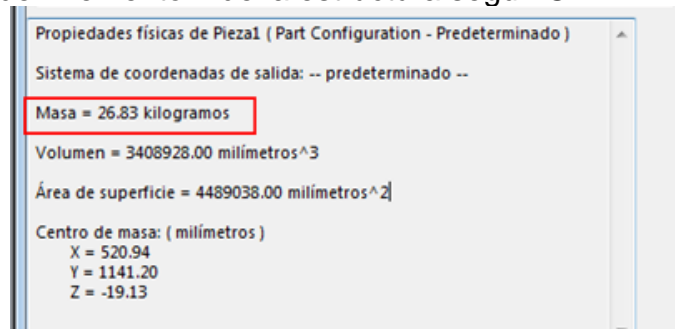 Propiedades físicas de Pieza1 ( Part Configuration - Predeterminado )
Sistema de coordenadas de salida: -- predeterminado --
Masa = 26.83 kilogramos
Volumen = 3408928.00 milímetros^3
Área de superficie = 4489038.00 milímetros^2
Centro de masa: ( milímetros )
X = 520.94
Y = 1141.20
Z = -19.13